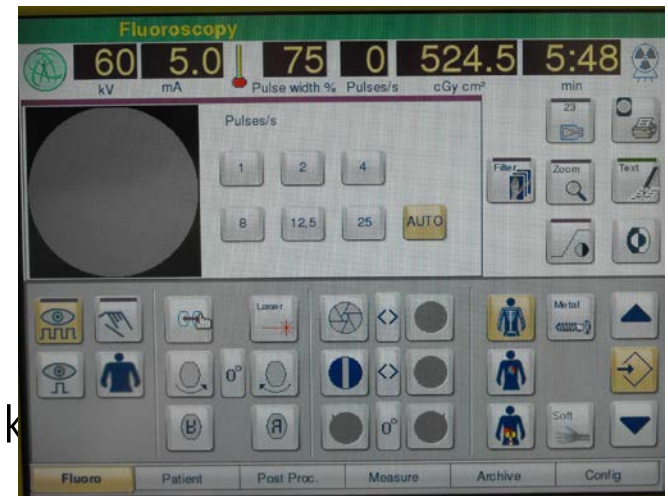 Fluoroscopy
60 5.0 75 0 524.5 5:48
kV mA Pulse width % Pulses/s cGy cm² min
Pulses/s
23
1 2 4
Filter Zoom Text
8 12,5 25 AUTO
Laser
Metal
0°
R R
0°
Soft
k
Fluoro Patient Post Proc. Measure Archive Config